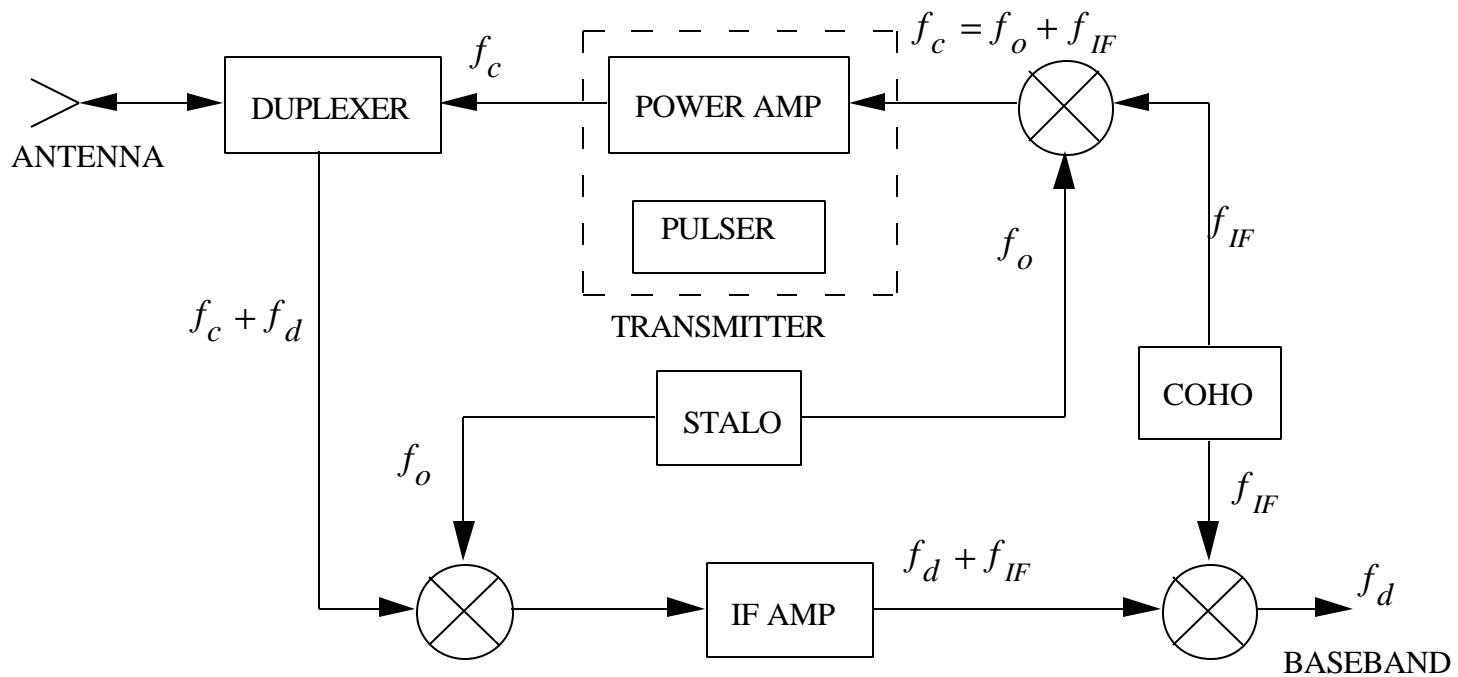 f_c = f_o + f_IF
f_c
DUPLEXER
POWER AMP
ANTENNA
PULSER
f_IF
f_o
f_c + f_d
TRANSMITTER
COHO
STALO
f_o
f_IF
f_d + f_IF
f_d
IF AMP
BASEBAND